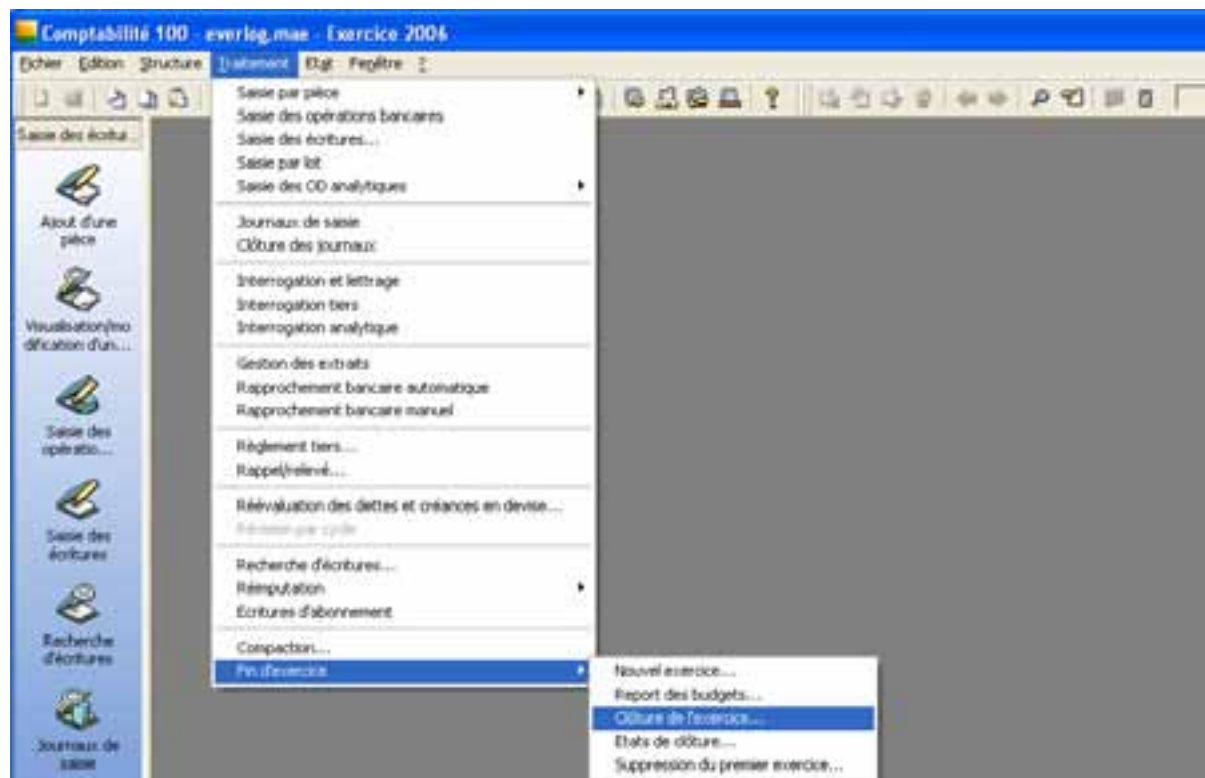 Comptabilité 100 - everlog.mae - Exercice 2006
Fichier Edition Structure Traitement Etat Fenêtre ?
Saisie des écritu...
Ajout d'une
pièce
Visualisation/mo
dification d'un...
Saisie des
opératio...
Saisie des
écritures
Recherche
d'écritures
Journaux de
saisie
Saisie par pièce
Saisie des opérations bancaires
Saisie des écritures...
Saisie par lot
Saisie des OD analytiques
Journaux de saisie
Clôture des journaux
Interrogation et lettrage
Interrogation tiers
Interrogation analytique
Gestion des extraits
Rapprochement bancaire automatique
Rapprochement bancaire manuel
Règlement tiers...
Rappel/relevé...
Réévaluation des dettes et créances en devise...
Révision par cycle
Recherche d'écritures...
Réimputation
Ecritures d'abonnement
Compaction...
Fin d'exercice
Nouvel exercice...
Report des budgets...
Clôture de l'exercice...
Etats de clôture...
Suppression du premier exercice...